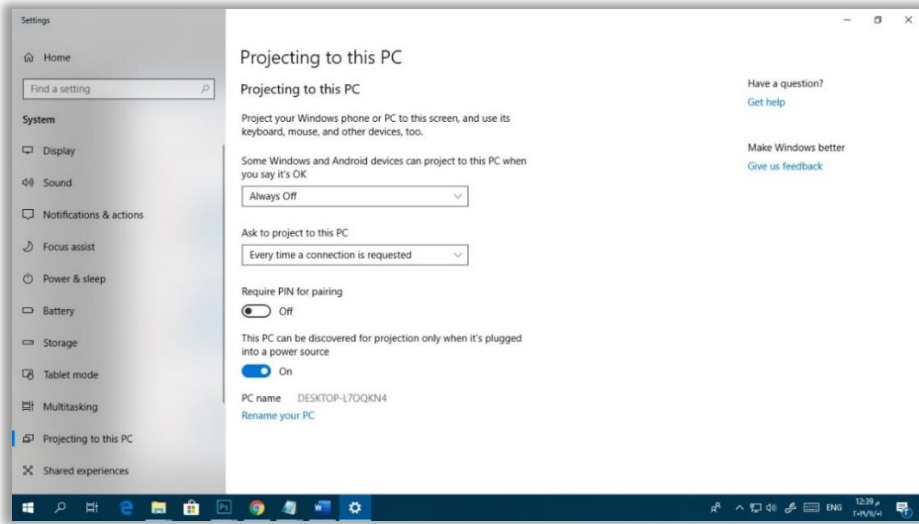 Settings
Home
Find a setting
System
Display
Sound
Notifications & actions
Focus assist
Power & sleep
Battery
Storage
Tablet mode
Multitasking
Projecting to this PC
Shared experiences
Projecting to this PC
Projecting to this PC
Project your Windows phone or PC to this screen, and use its
keyboard, mouse, and other devices, too.
Some Windows and Android devices can project to this PC when
you say it's OK
Always Off
Ask to project to this PC
Every time a connection is requested
Require PIN for pairing
Off
This PC can be discovered for projection only when it's plugged
into a power source
On
PC name DESKTOP-L7OQKN4
Rename your PC
Have a question?
Get help
Make Windows better
Give us feedback
Ps
ENG
12:39 م